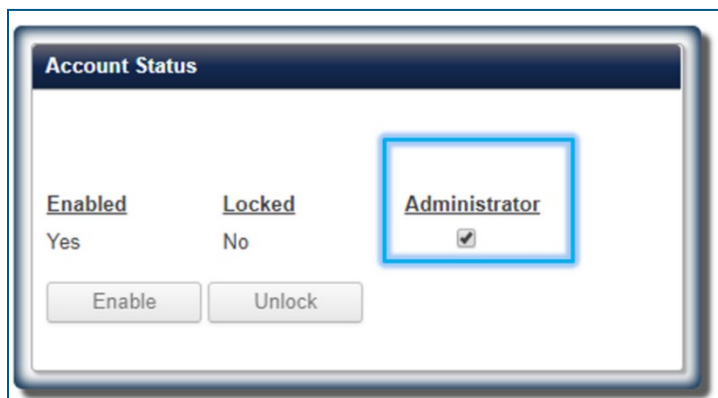 Account Status
Enabled Locked Administrator
Yes No
Enable Unlock